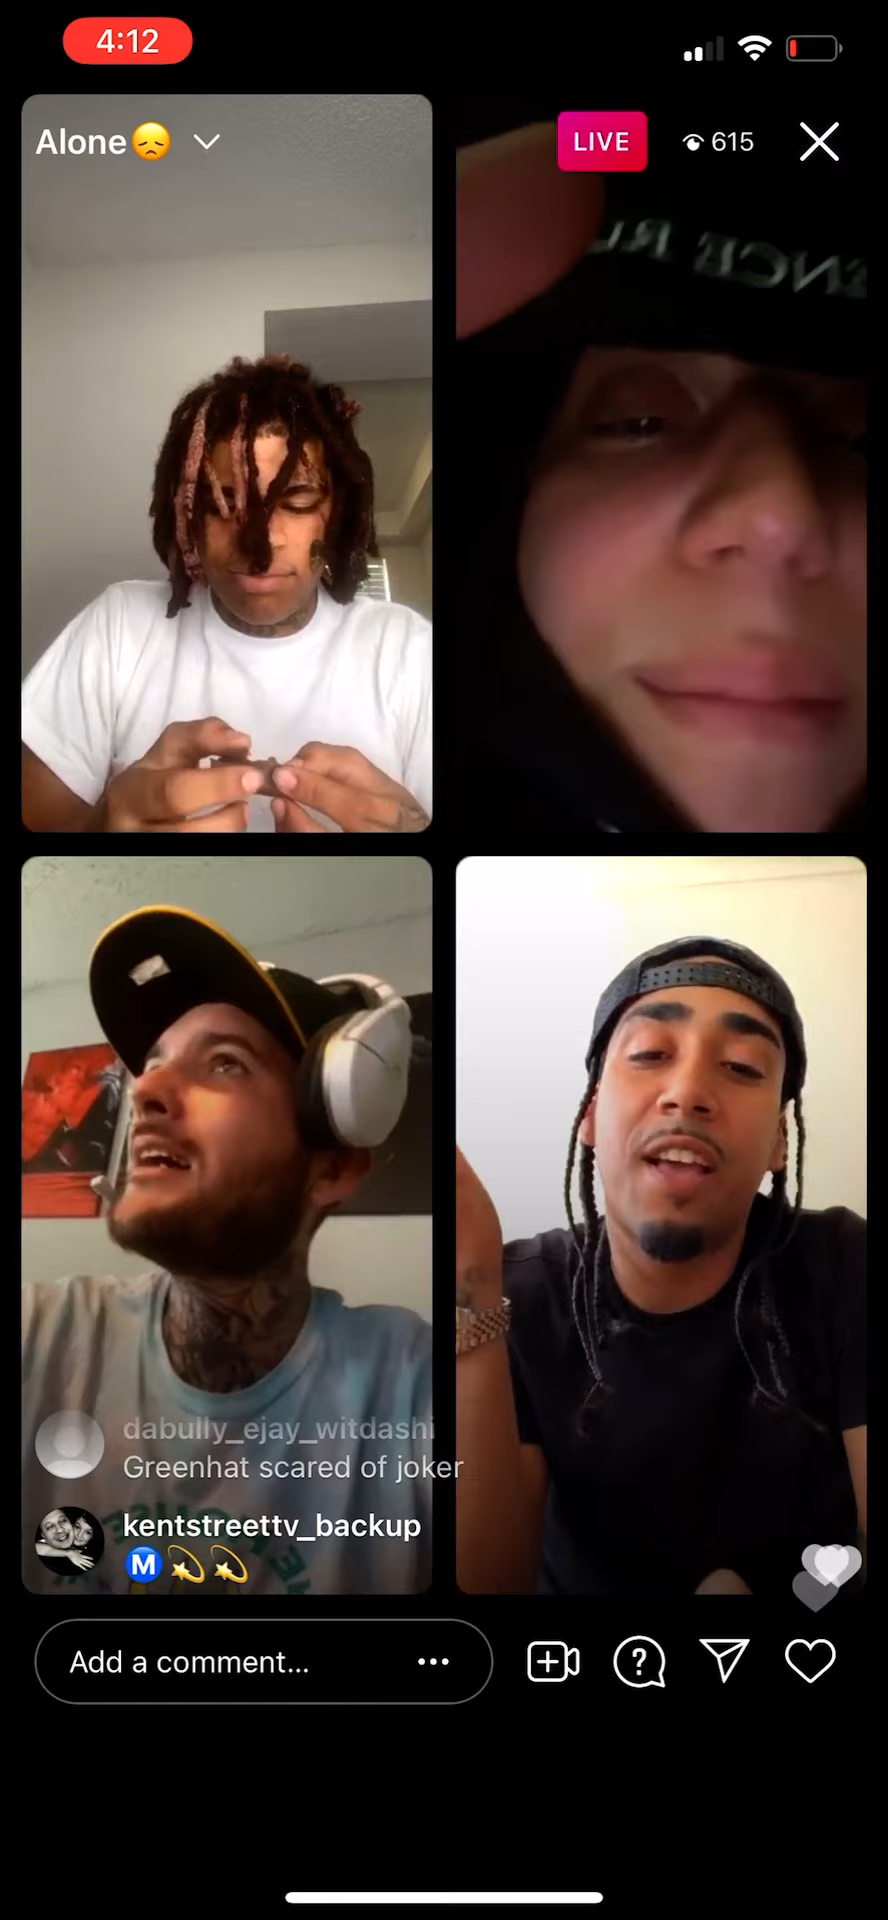 4:12
Alone😞
LIVE
615
dabully_ejay_witdashi
Greenhat scared of joker
kentstreettv_backup
Ⓜ️💫💫
Add a comment...